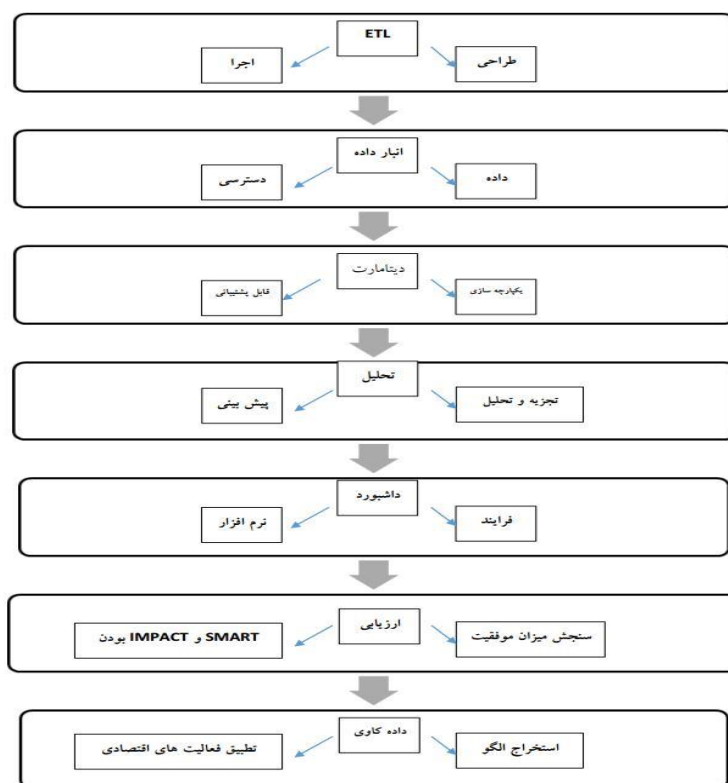 ETL
طراحی
اجرا
انبار داده
داده
دسترسی
دیتامارت
یکپارچه سازی
قابل پشتیبانی
تحلیل
تجزیه و تحلیل
پیش بینی
داشبورد
فرایند
نرم افزار
ارزیابی
سنجش میزان موفقیت
SMART و IMPACT بودن
داده کاوی
استخراج الگو
تطبیق فعالیت های اقتصادی